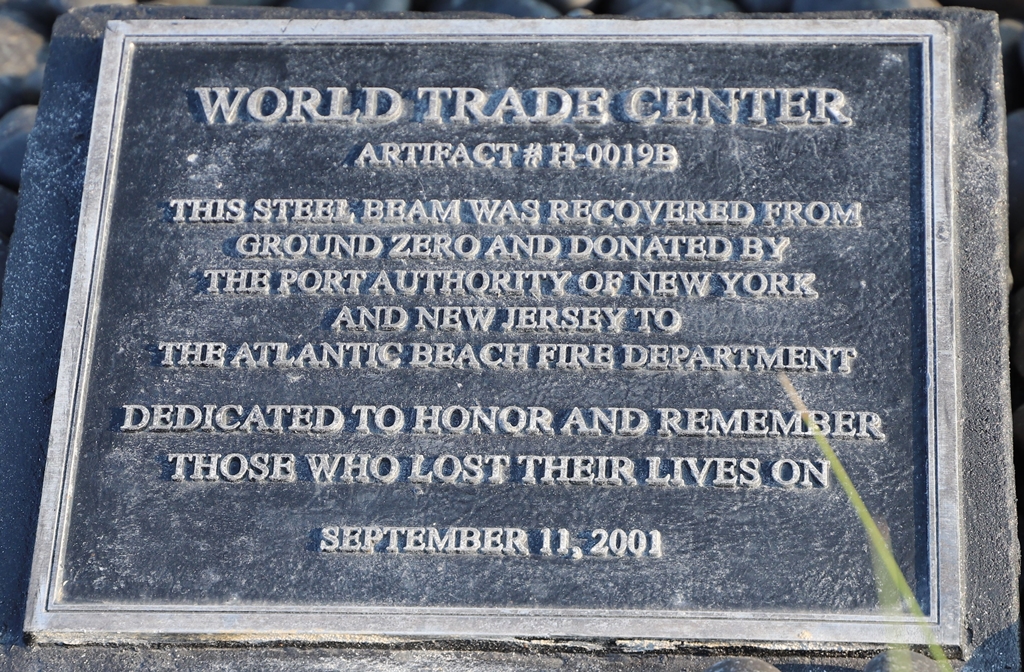 WORLD TRADE CENTER
ARTIFACT # H-0019B
THIS STEEL BEAM WAS RECOVERED FROM
GROUND ZERO AND DONATED BY
THE PORT AUTHORITY OF NEW YORK
AND NEW JERSEY TO
THE ATLANTIC BEACH FIRE DEPARTMENT
DEDICATED TO HONOR AND REMEMBER
THOSE WHO LOST THEIR LIVES ON
SEPTEMBER 11, 2001